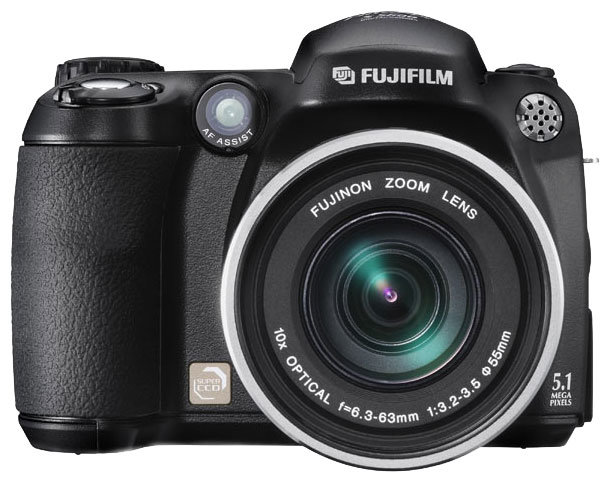 FUJI FUJIFILM
AF ASSIST
FUJINON ZOOM LENS
10x OPTICAL f=6.3-63mm 1:3.2-3.5 Φ55mm
SUPER
CCD
5.1
MEGA
PIXELS